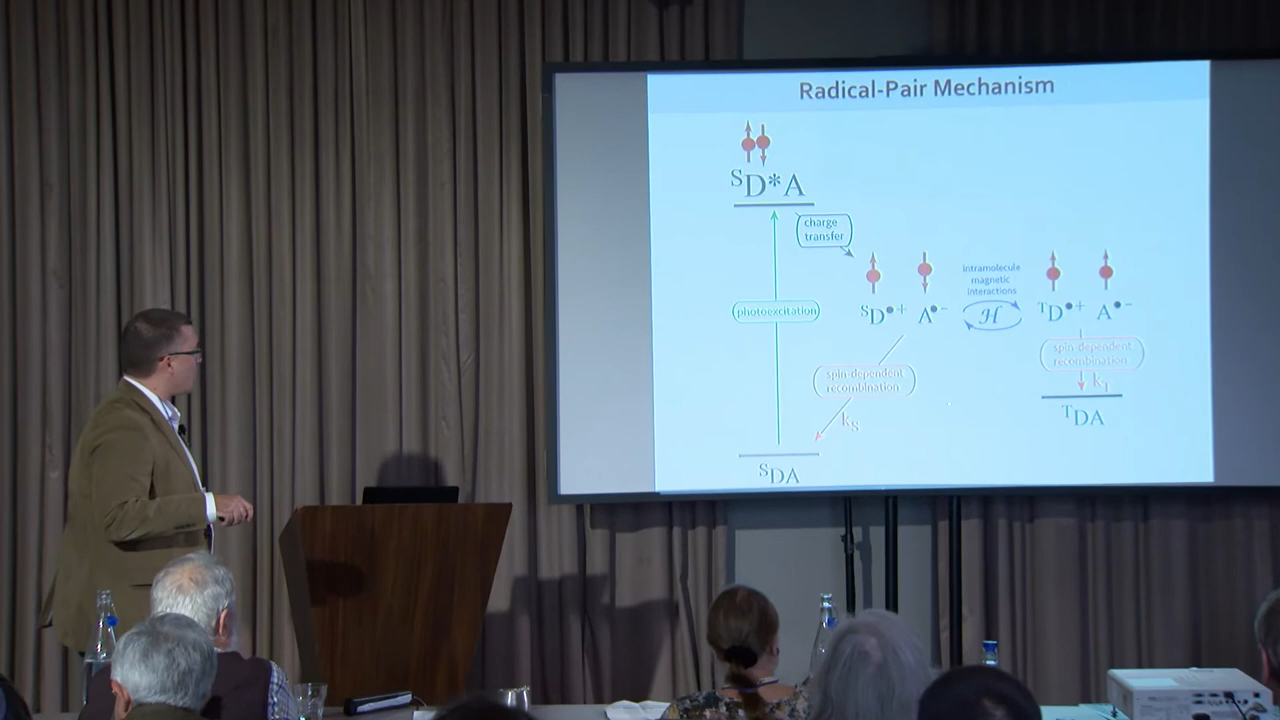 Radical-Pair Mechanism
SD*A
charge
transfer
intramolecule
magnetic
interactions
photoexcitation
SD•+ A•−
H
TD•+ A•−
spin-dependent
recombination
kT
spin-dependent
recombination
kS
TDA
SDA